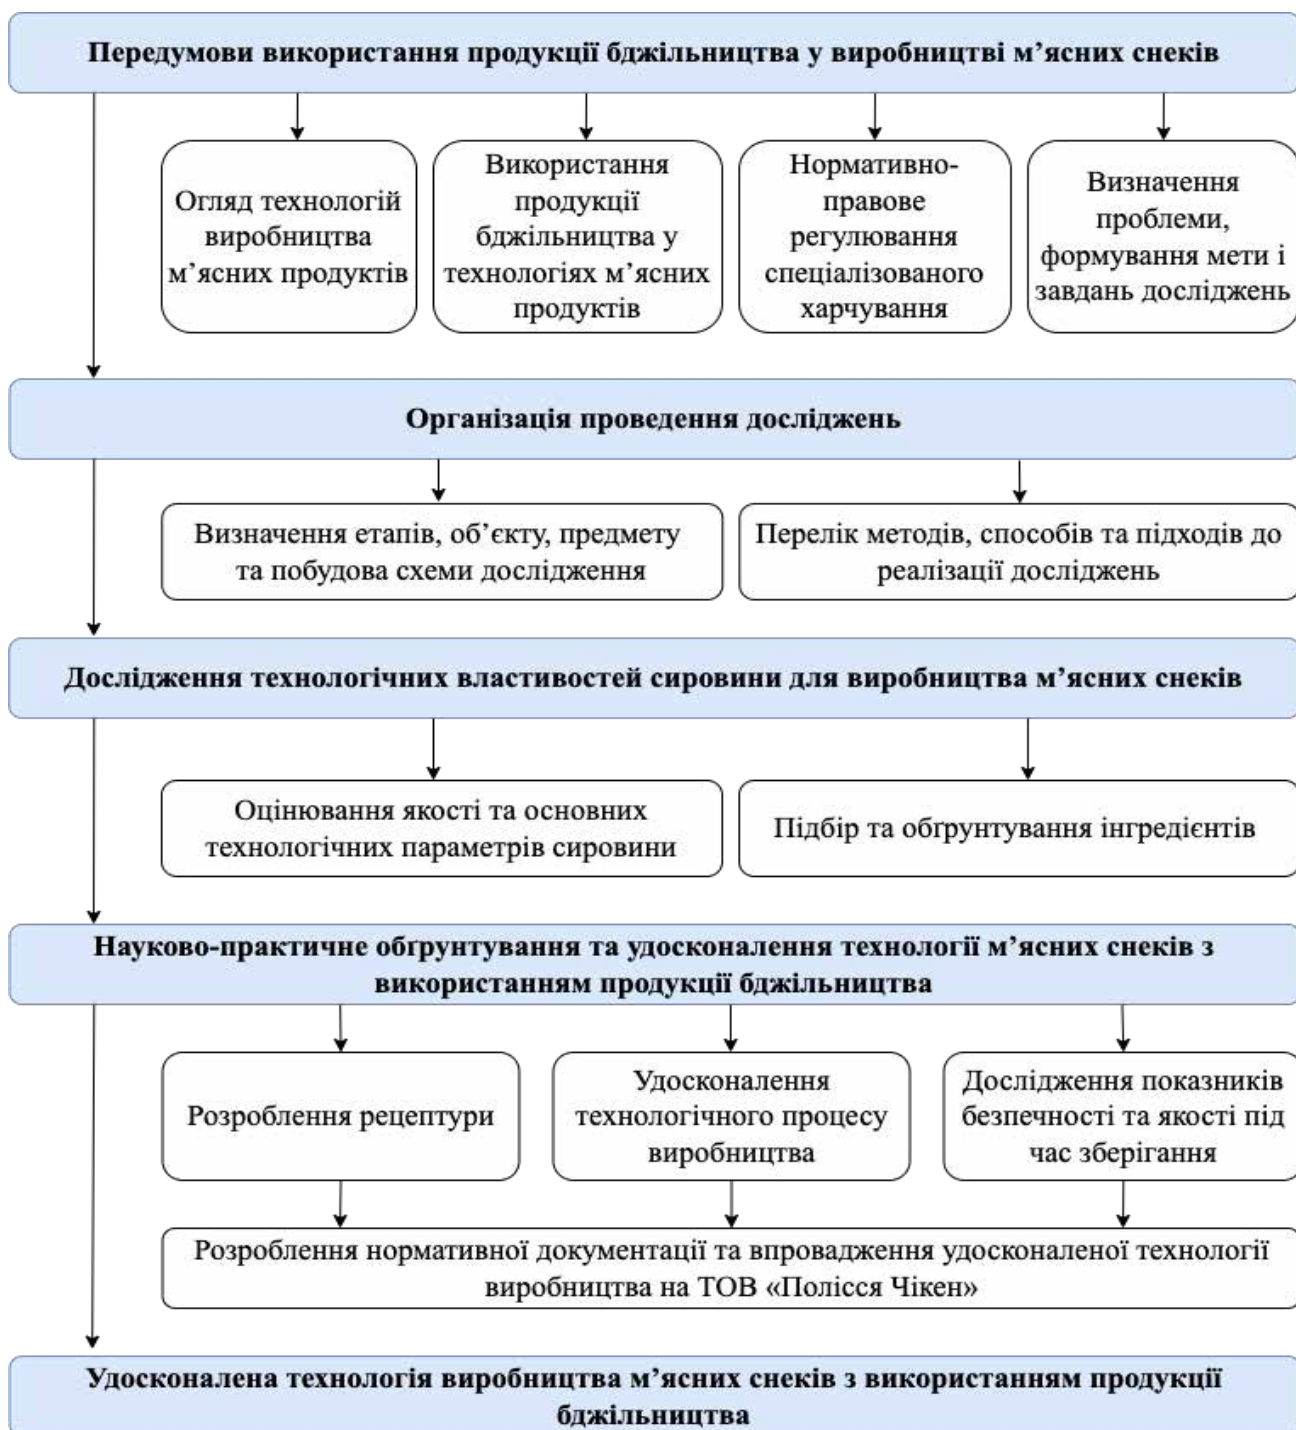 Передумови використання продукції бджільництва у виробництві м’ясних снеків
Огляд технологій
виробництва
м’ясних продуктів
Використання
продукції
бджільництва у
технологіях м’ясних
продуктів
Нормативно-
правове
регулювання
спеціалізованого
харчування
Визначення
проблеми,
формування мети і
завдань досліджень
Організація проведення досліджень
Визначення етапів, об’єкту, предмету
та побудова схеми дослідження
Перелік методів, способів та підходів до
реалізації досліджень
Дослідження технологічних властивостей сировини для виробництва м’ясних снеків
Оцінювання якості та основних
технологічних параметрів сировини
Підбір та обґрунтування інгредієнтів
Науково-практичне обґрунтування та удосконалення технології м’ясних снеків з
використанням продукції бджільництва
Розроблення рецептури
Удосконалення
технологічного процесу
виробництва
Дослідження показників
безпечності та якості під
час зберігання
Розроблення нормативної документації та впровадження удосконаленої технології
виробництва на ТОВ «Полісся Чікен»
Удосконалена технологія виробництва м’ясних снеків з використанням продукції
бджільництва